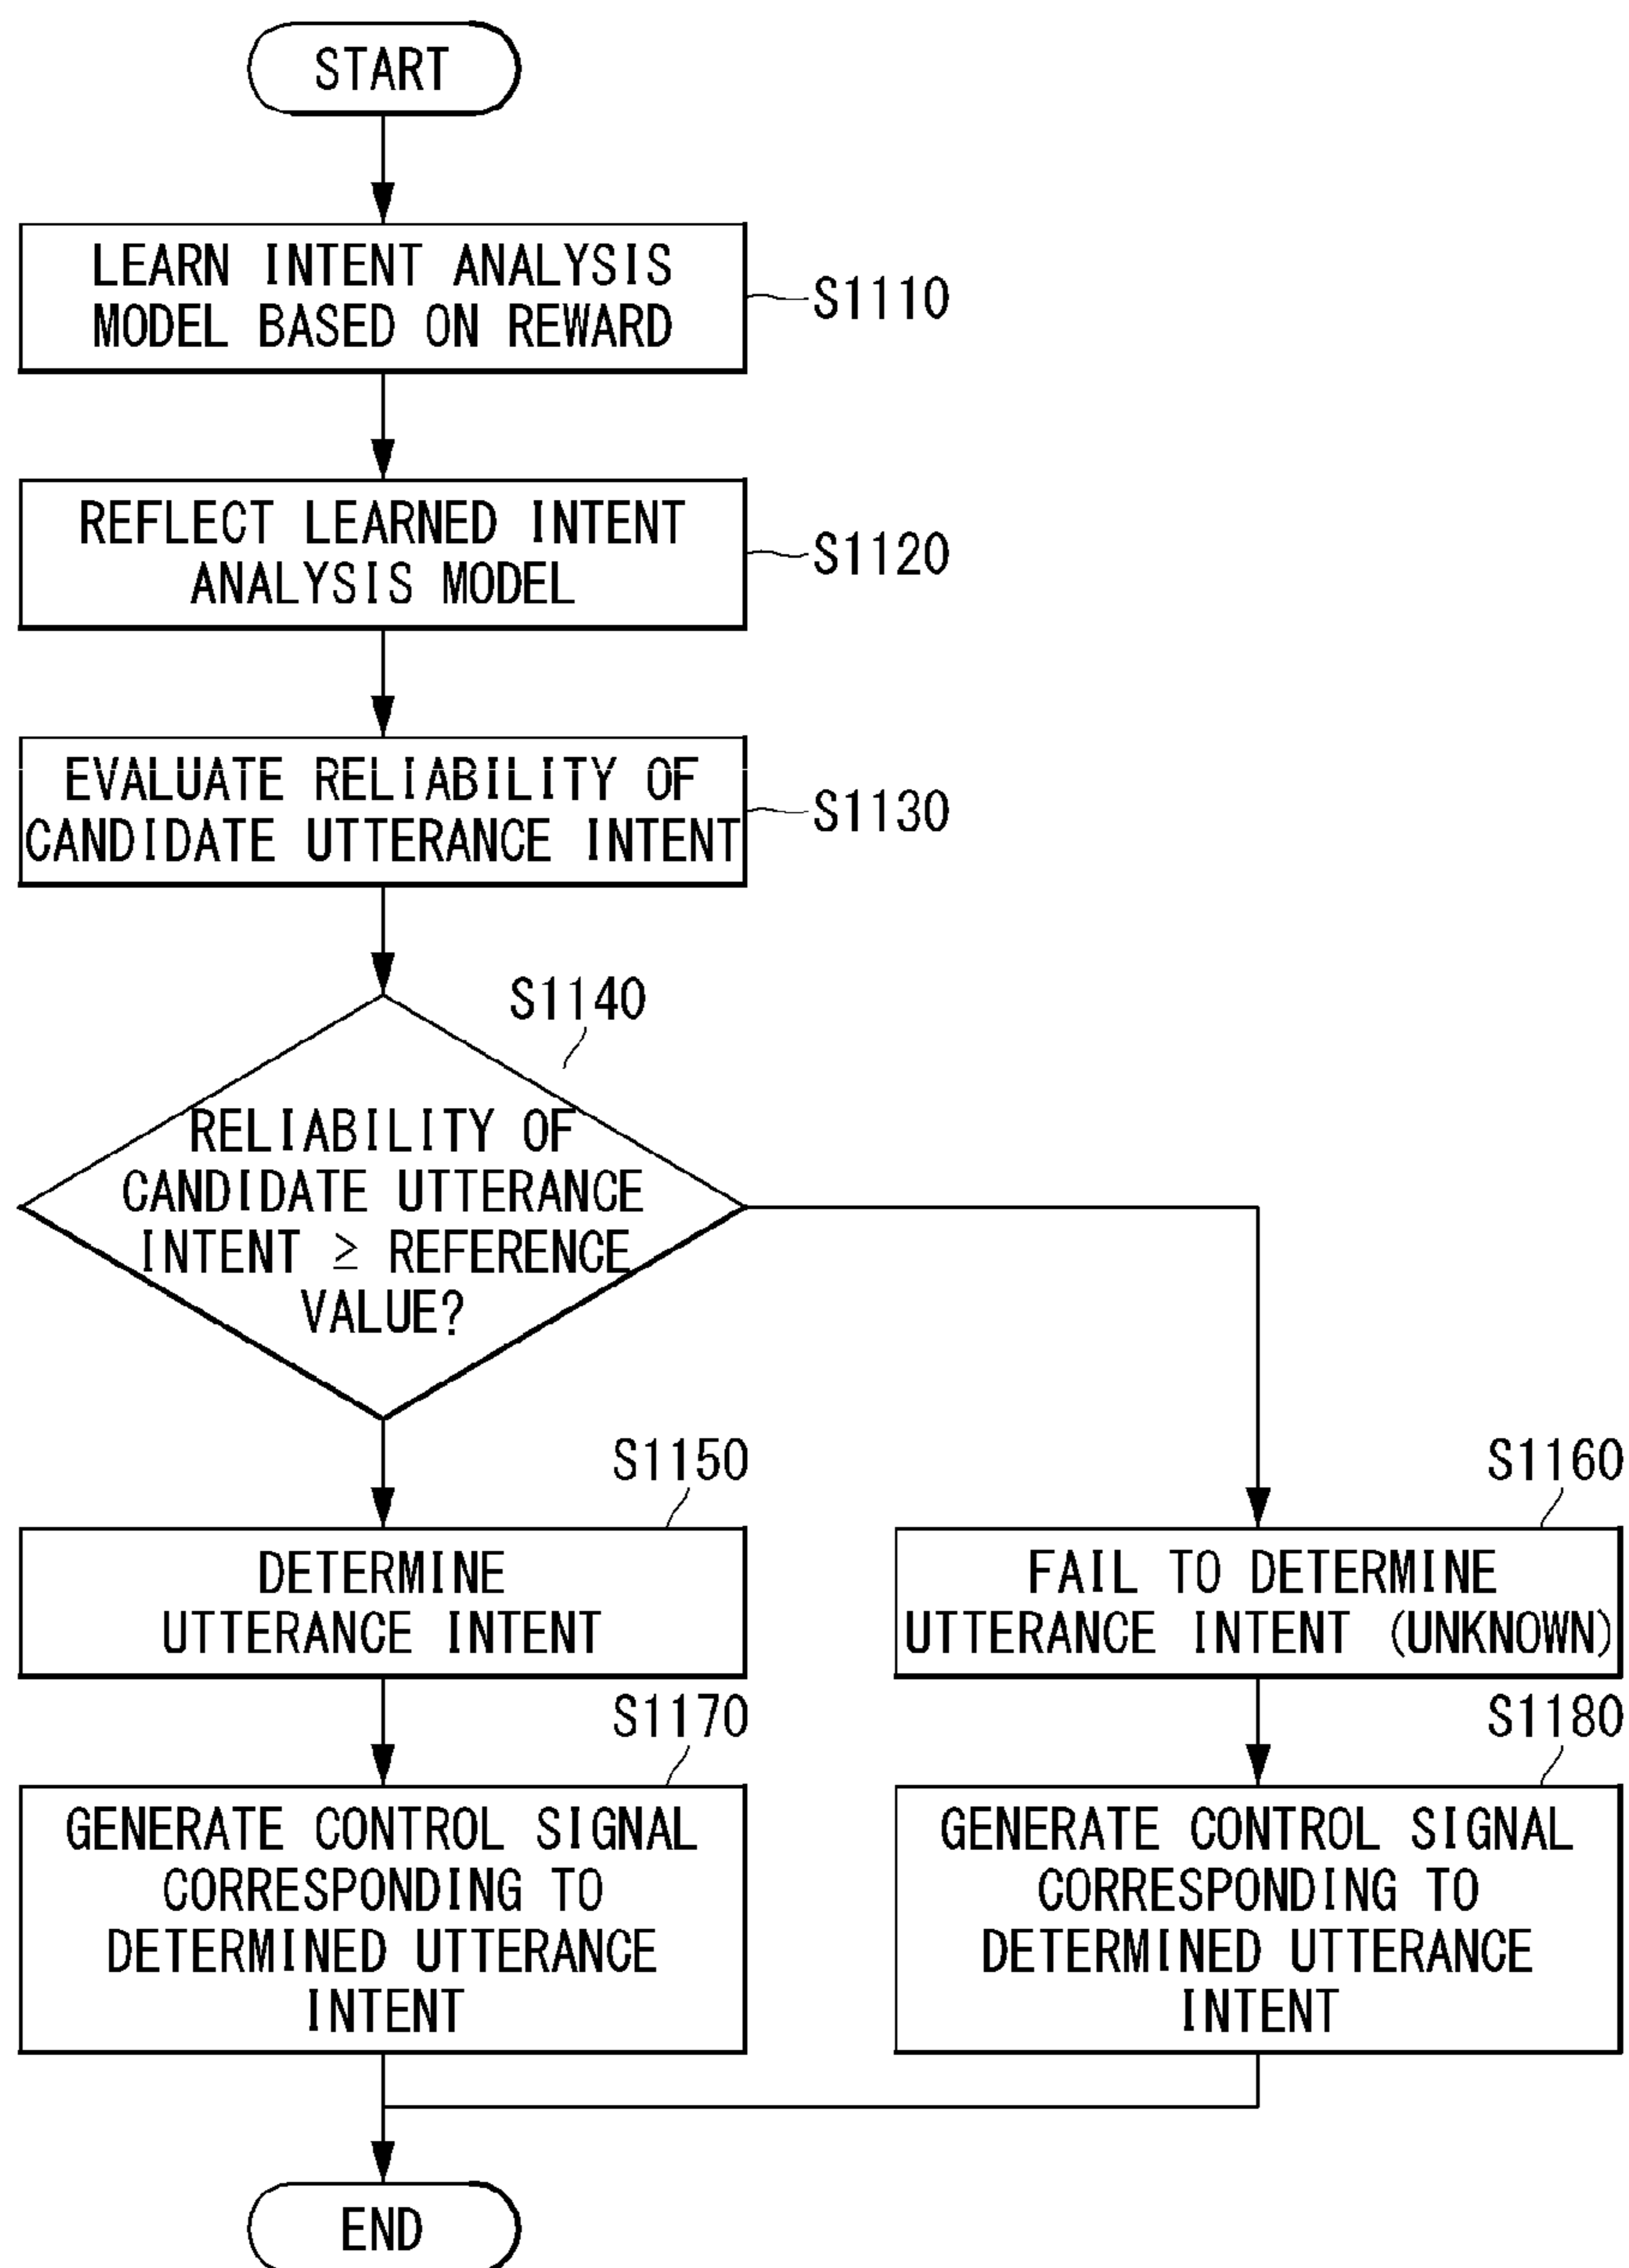 START
LEARN INTENT ANALYSIS
MODEL BASED ON REWARD
S1110
REFLECT LEARNED INTENT
ANALYSIS MODEL
S1120
EVALUATE RELIABILITY OF
CANDIDATE UTTERANCE INTENT
S1130
S1140
RELIABILITY OF
CANDIDATE UTTERANCE
INTENT ≥ REFERENCE
VALUE?
S1150
DETERMINE
UTTERANCE INTENT
S1160
FAIL TO DETERMINE
UTTERANCE INTENT (UNKNOWN)
S1170
GENERATE CONTROL SIGNAL
CORRESPONDING TO
DETERMINED UTTERANCE
INTENT
S1180
GENERATE CONTROL SIGNAL
CORRESPONDING TO
DETERMINED UTTERANCE
INTENT
END